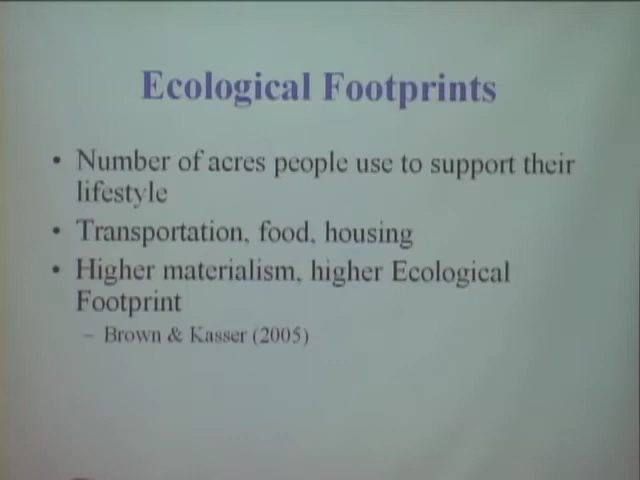 Ecological Footprints
• Number of acres people use to support their
lifestyle
• Transportation, food, housing
• Higher materialism, higher Ecological
Footprint
– Brown & Kasser (2005)